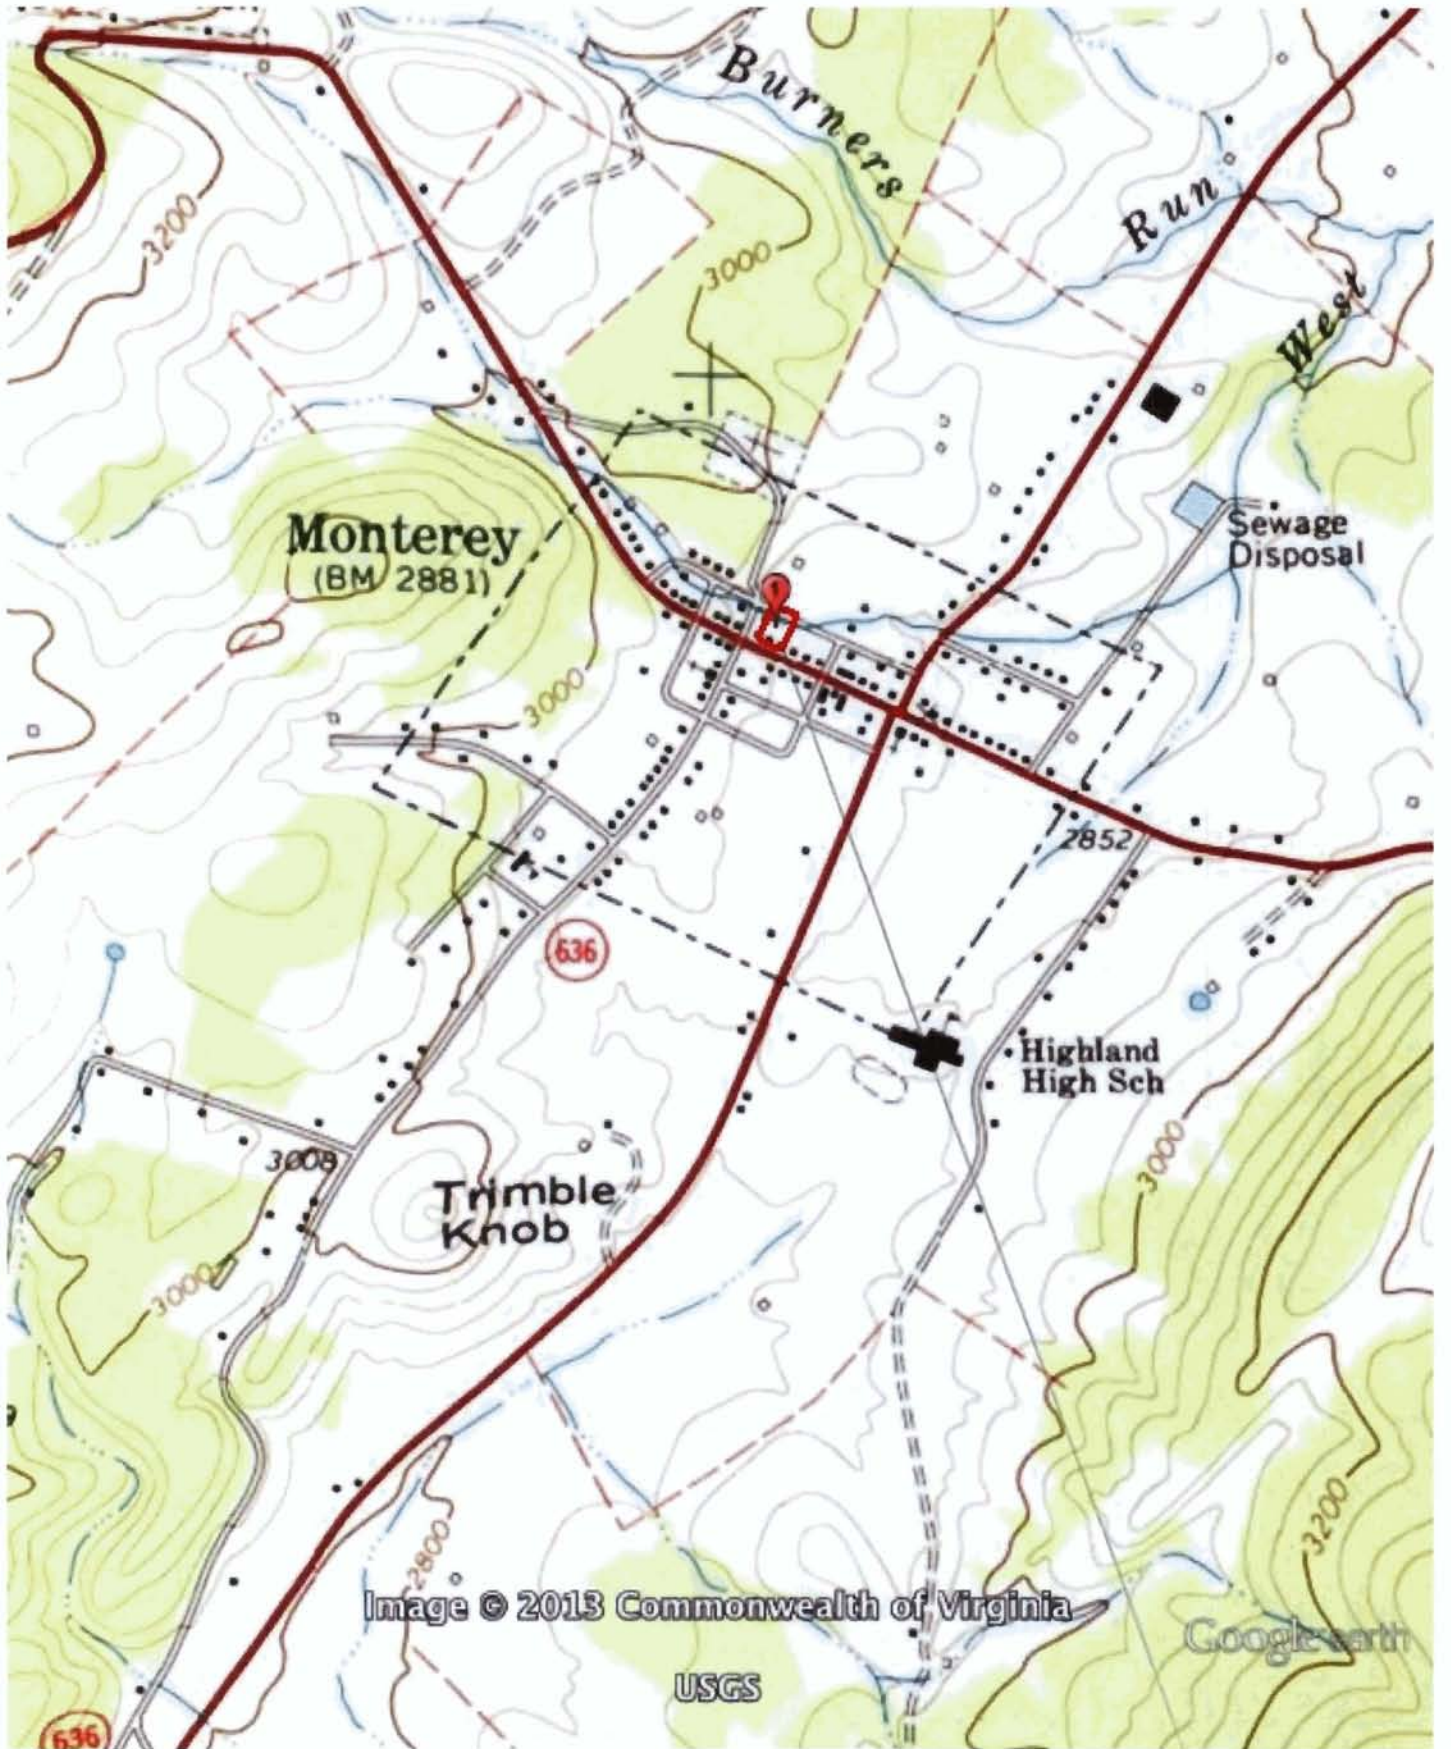 Burners
Run
3200
3000
West
Monterey
(BM 2881)
Sewage
Disposal
3000
2852
636
Highland
High Sch
3000
3008
Trimble
Knob
3000
3200
2800
Image © 2013 Commonwealth of Virginia
Google earth
USGS
636